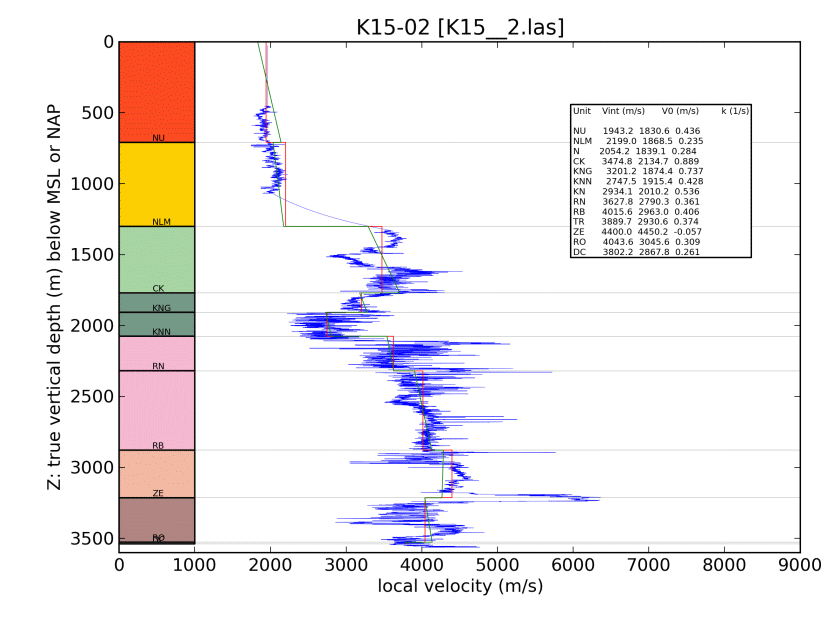 K15-02 [K15__2.las]
Z: true vertical depth (m) below MSL or NAP
0
500
1000
1500
2000
2500
3000
3500
NU
NLM
CK
KNG
KNN
RN
RB
ZE
RO
Unit Vint (m/s) V0 (m/s) k (1/s)
NU 1943.2 1830.6 0.436
NLM 2199.0 1868.5 0.235
N 2054.2 1839.1 0.284
CK 3474.8 2134.7 0.889
KNG 3201.2 1874.4 0.737
KNN 2747.5 1915.4 0.428
KN 2934.1 2010.2 0.536
RN 3627.8 2790.3 0.361
RB 4015.6 2963.0 0.406
TR 3889.7 2930.6 0.374
ZE 4400.0 4450.2 -0.057
RO 4043.6 3045.6 0.309
DC 3802.2 2867.8 0.261
0 1000 2000 3000 4000 5000 6000 7000 8000 9000
local velocity (m/s)